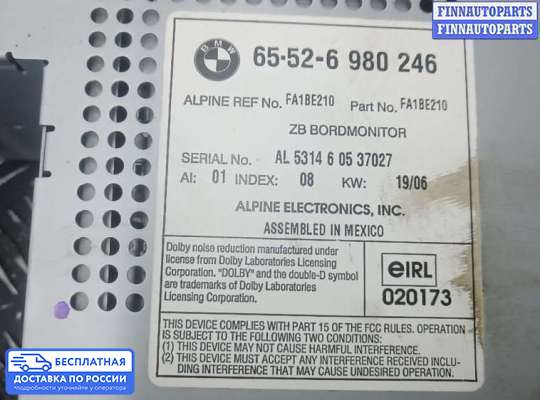 FINNAUTOPARTS
FINNAUTOPARTS
BMW
65·52-6 980 246
ALPINE REF No. FA1BE210 Part No. FA1BE210
ZB BORDMONITOR
SERIAL No. AL 5314 6 05 37027
AI: 01 INDEX: 08 KW: 19/06
ALPINE ELECTRONICS, INC.
ASSEMBLED IN MEXICO
Dolby noise reduction manufactured under
license from Dolby Laboratories Licensing
Corporation. "DOLBY" and the double-D symbol
are trademarks of Dolby Laboratories
Licensing Corporation.
eIRL
020173
THIS DEVICE COMPLIES WITH PART 15 OF THE FCC RULES. OPERATION
IS SUBJECT TO THE FOLLOWING TWO CONDITIONS:
(1) THIS DEVICE MAY NOT CAUSE HARMFUL INTERFERENCE.
(2) THIS DEVICE MUST ACCEPT ANY INTERFERENCE RECEIVED INCLU-
DING INTERFERENCE THAT MAY CAUSE UNDESIRED OPERATION.
БЕСПЛАТНАЯ
ДОСТАВКА ПО РОССИИ
*подробности уточняйте у менеджеров